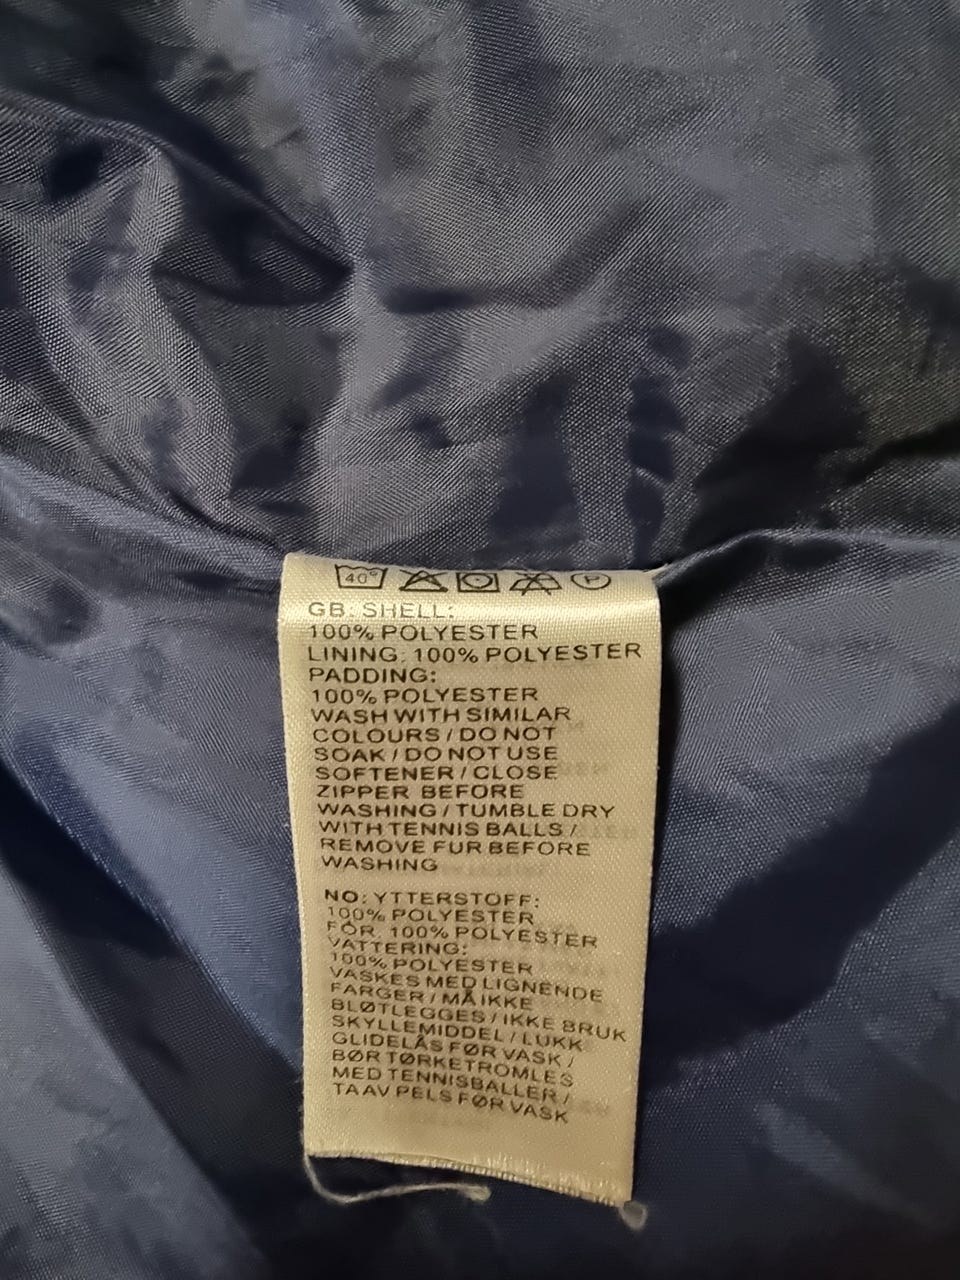 40°
P
GB: SHELL:
100% POLYESTER
LINING: 100% POLYESTER
PADDING:
100% POLYESTER
WASH WITH SIMILAR
COLOURS / DO NOT
SOAK / DO NOT USE
SOFTENER / CLOSE
ZIPPER BEFORE
WASHING / TUMBLE DRY
WITH TENNIS BALLS /
REMOVE FUR BEFORE
WASHING
NO: YTTERSTOFF:
100% POLYESTER
FÓR: 100% POLYESTER
VATTERING:
100% POLYESTER
VASKES MED LIGNENDE
FARGER / MÅ IKKE
BLØTLEGGES / IKKE BRUK
SKYLLEMIDDEL / LUKK
GLIDELÅS FØR VASK /
BØR TØRKETROMLES
MED TENNISBALLER /
TA AV PELS FØR VASK